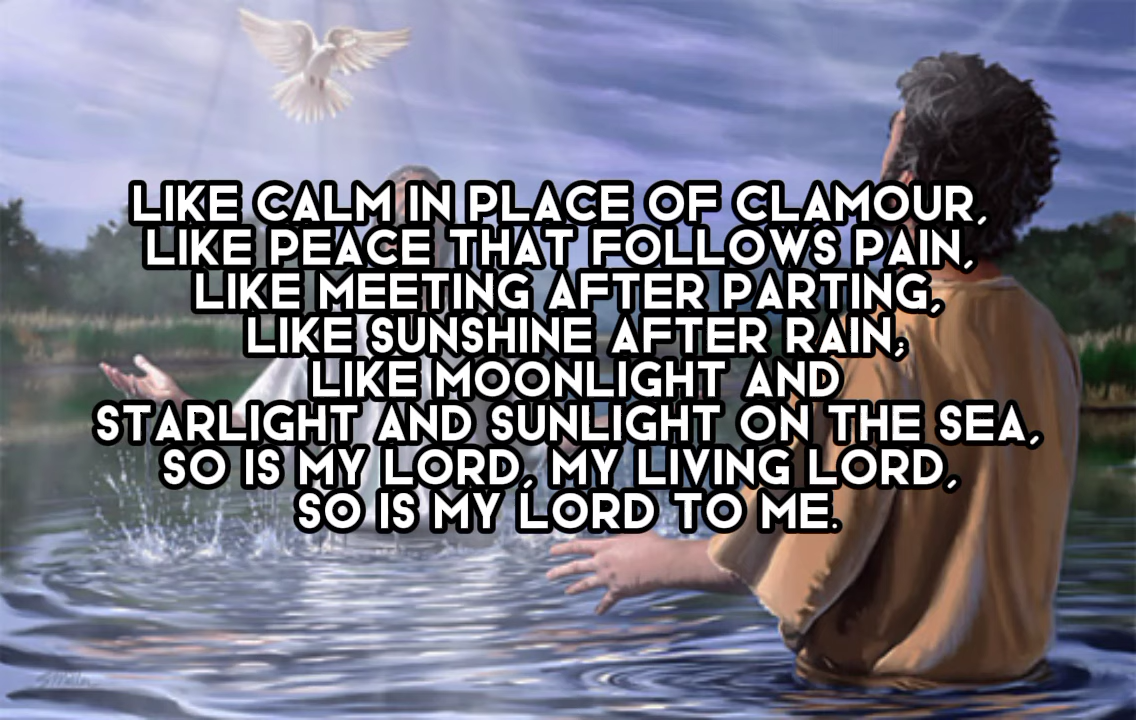 LIKE CALM IN PLACE OF CLAMOUR,
LIKE PEACE THAT FOLLOWS PAIN,
LIKE MEETING AFTER PARTING,
LIKE SUNSHINE AFTER RAIN;
LIKE MOONLIGHT AND
STARLIGHT AND SUNLIGHT ON THE SEA,
SO IS MY LORD, MY LIVING LORD,
SO IS MY LORD TO ME.